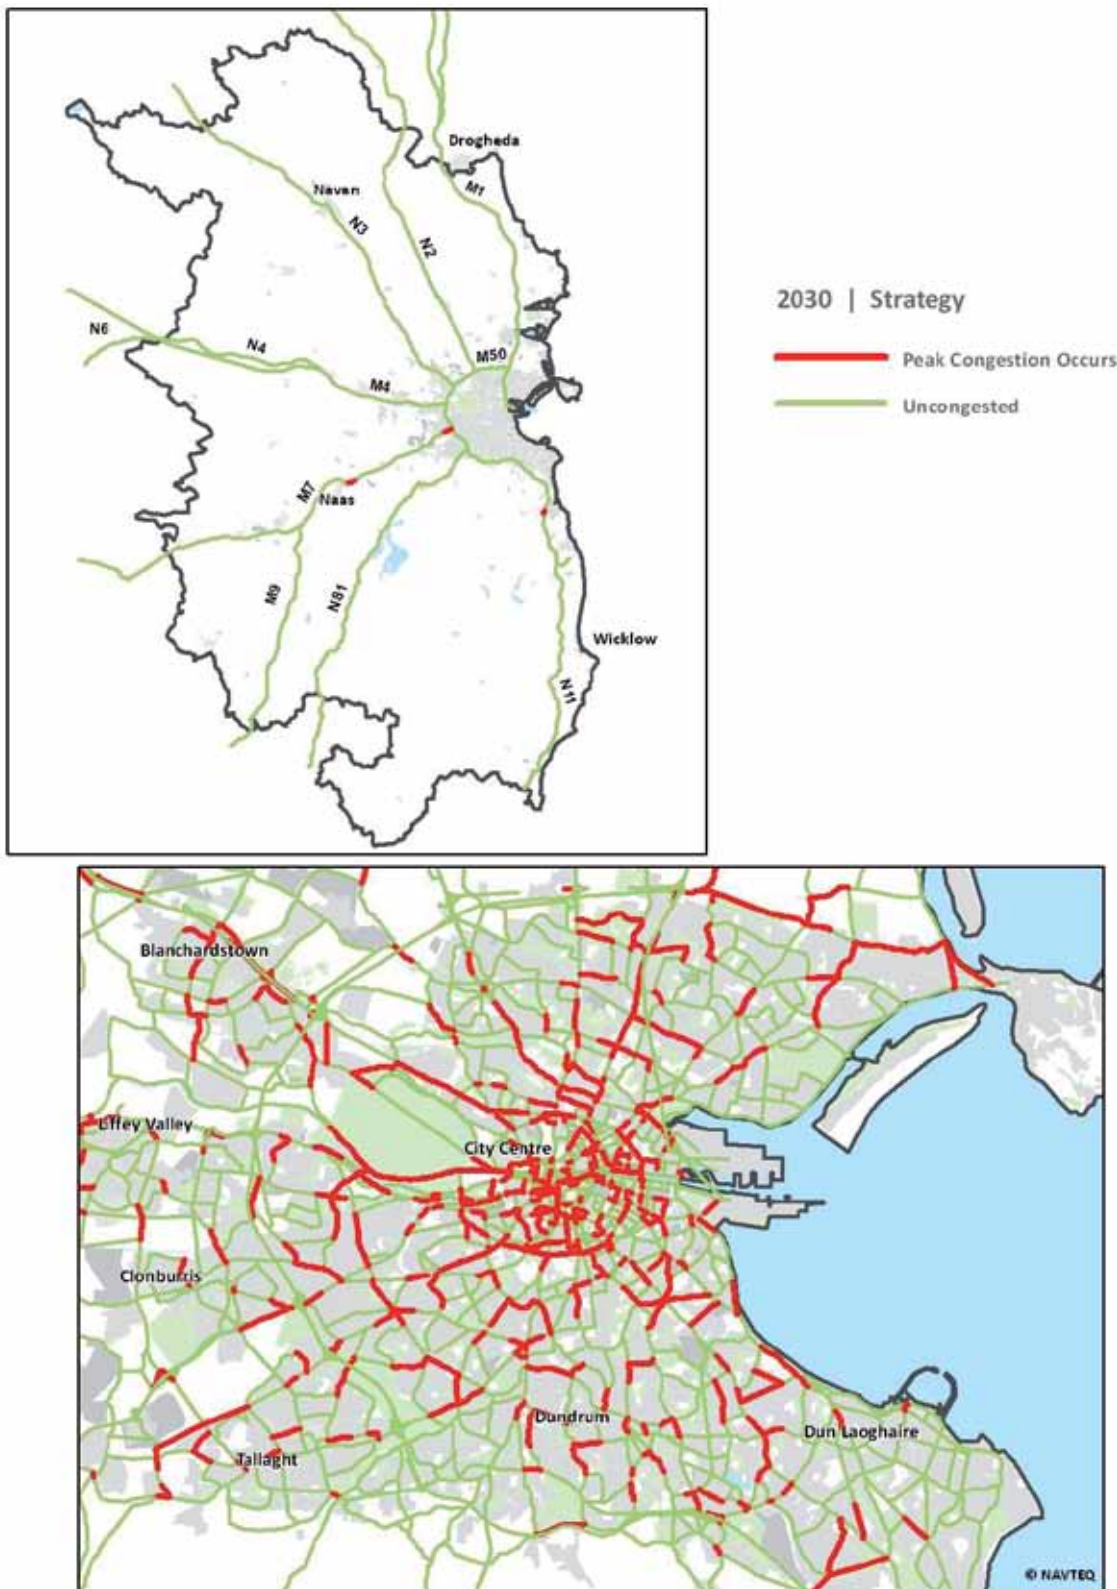 Drogheda
M1
Navan
N3
N2
N6
N4
M50
M4
M7
Naas
M9
N81
Wicklow
N11
2030 | Strategy
Peak Congestion Occurs
Uncongested
Blanchardstown
Liffey Valley
City Centre
Clonburris
Dundrum
Dun Laoghaire
Tallaght
© NAVTEQ